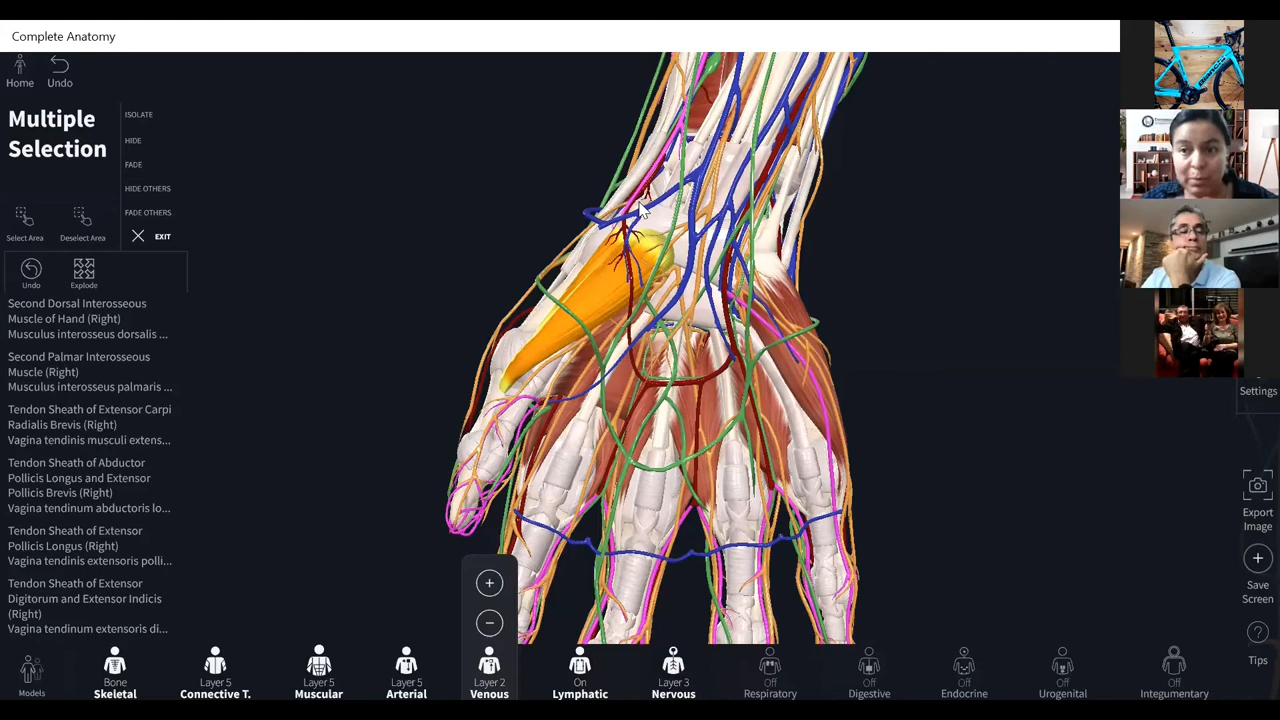 Complete Anatomy
Home
Undo
Multiple
Selection
ISOLATE
HIDE
FADE
HIDE OTHERS
FADE OTHERS
EXIT
Select Area
Deselect Area
Undo
Explode
Second Dorsal Interosseous
Muscle of Hand (Right)
Musculus interosseus dorsalis ...
Second Palmar Interosseous
Muscle (Right)
Musculus interosseus palmaris ...
Tendon Sheath of Extensor Carpi
Radialis Brevis (Right)
Vagina tendinis musculi extens...
Tendon Sheath of Abductor
Pollicis Longus and Extensor
Pollicis Brevis (Right)
Vagina tendinum abductoris lo...
Tendon Sheath of Extensor
Pollicis Longus (Right)
Vagina tendinis extensoris polli...
Tendon Sheath of Extensor
Digitorum and Extensor Indicis
(Right)
Vagina tendinum extensoris di...
Settings
Export
Image
Save
Screen
Tips
Models
Bone
Skeletal
Layer 5
Connective T.
Layer 5
Muscular
Layer 5
Arterial
Layer 2
Venous
On
Lymphatic
Layer 3
Nervous
Off
Respiratory
Off
Digestive
Off
Endocrine
Off
Urogenital
Off
Integumentary